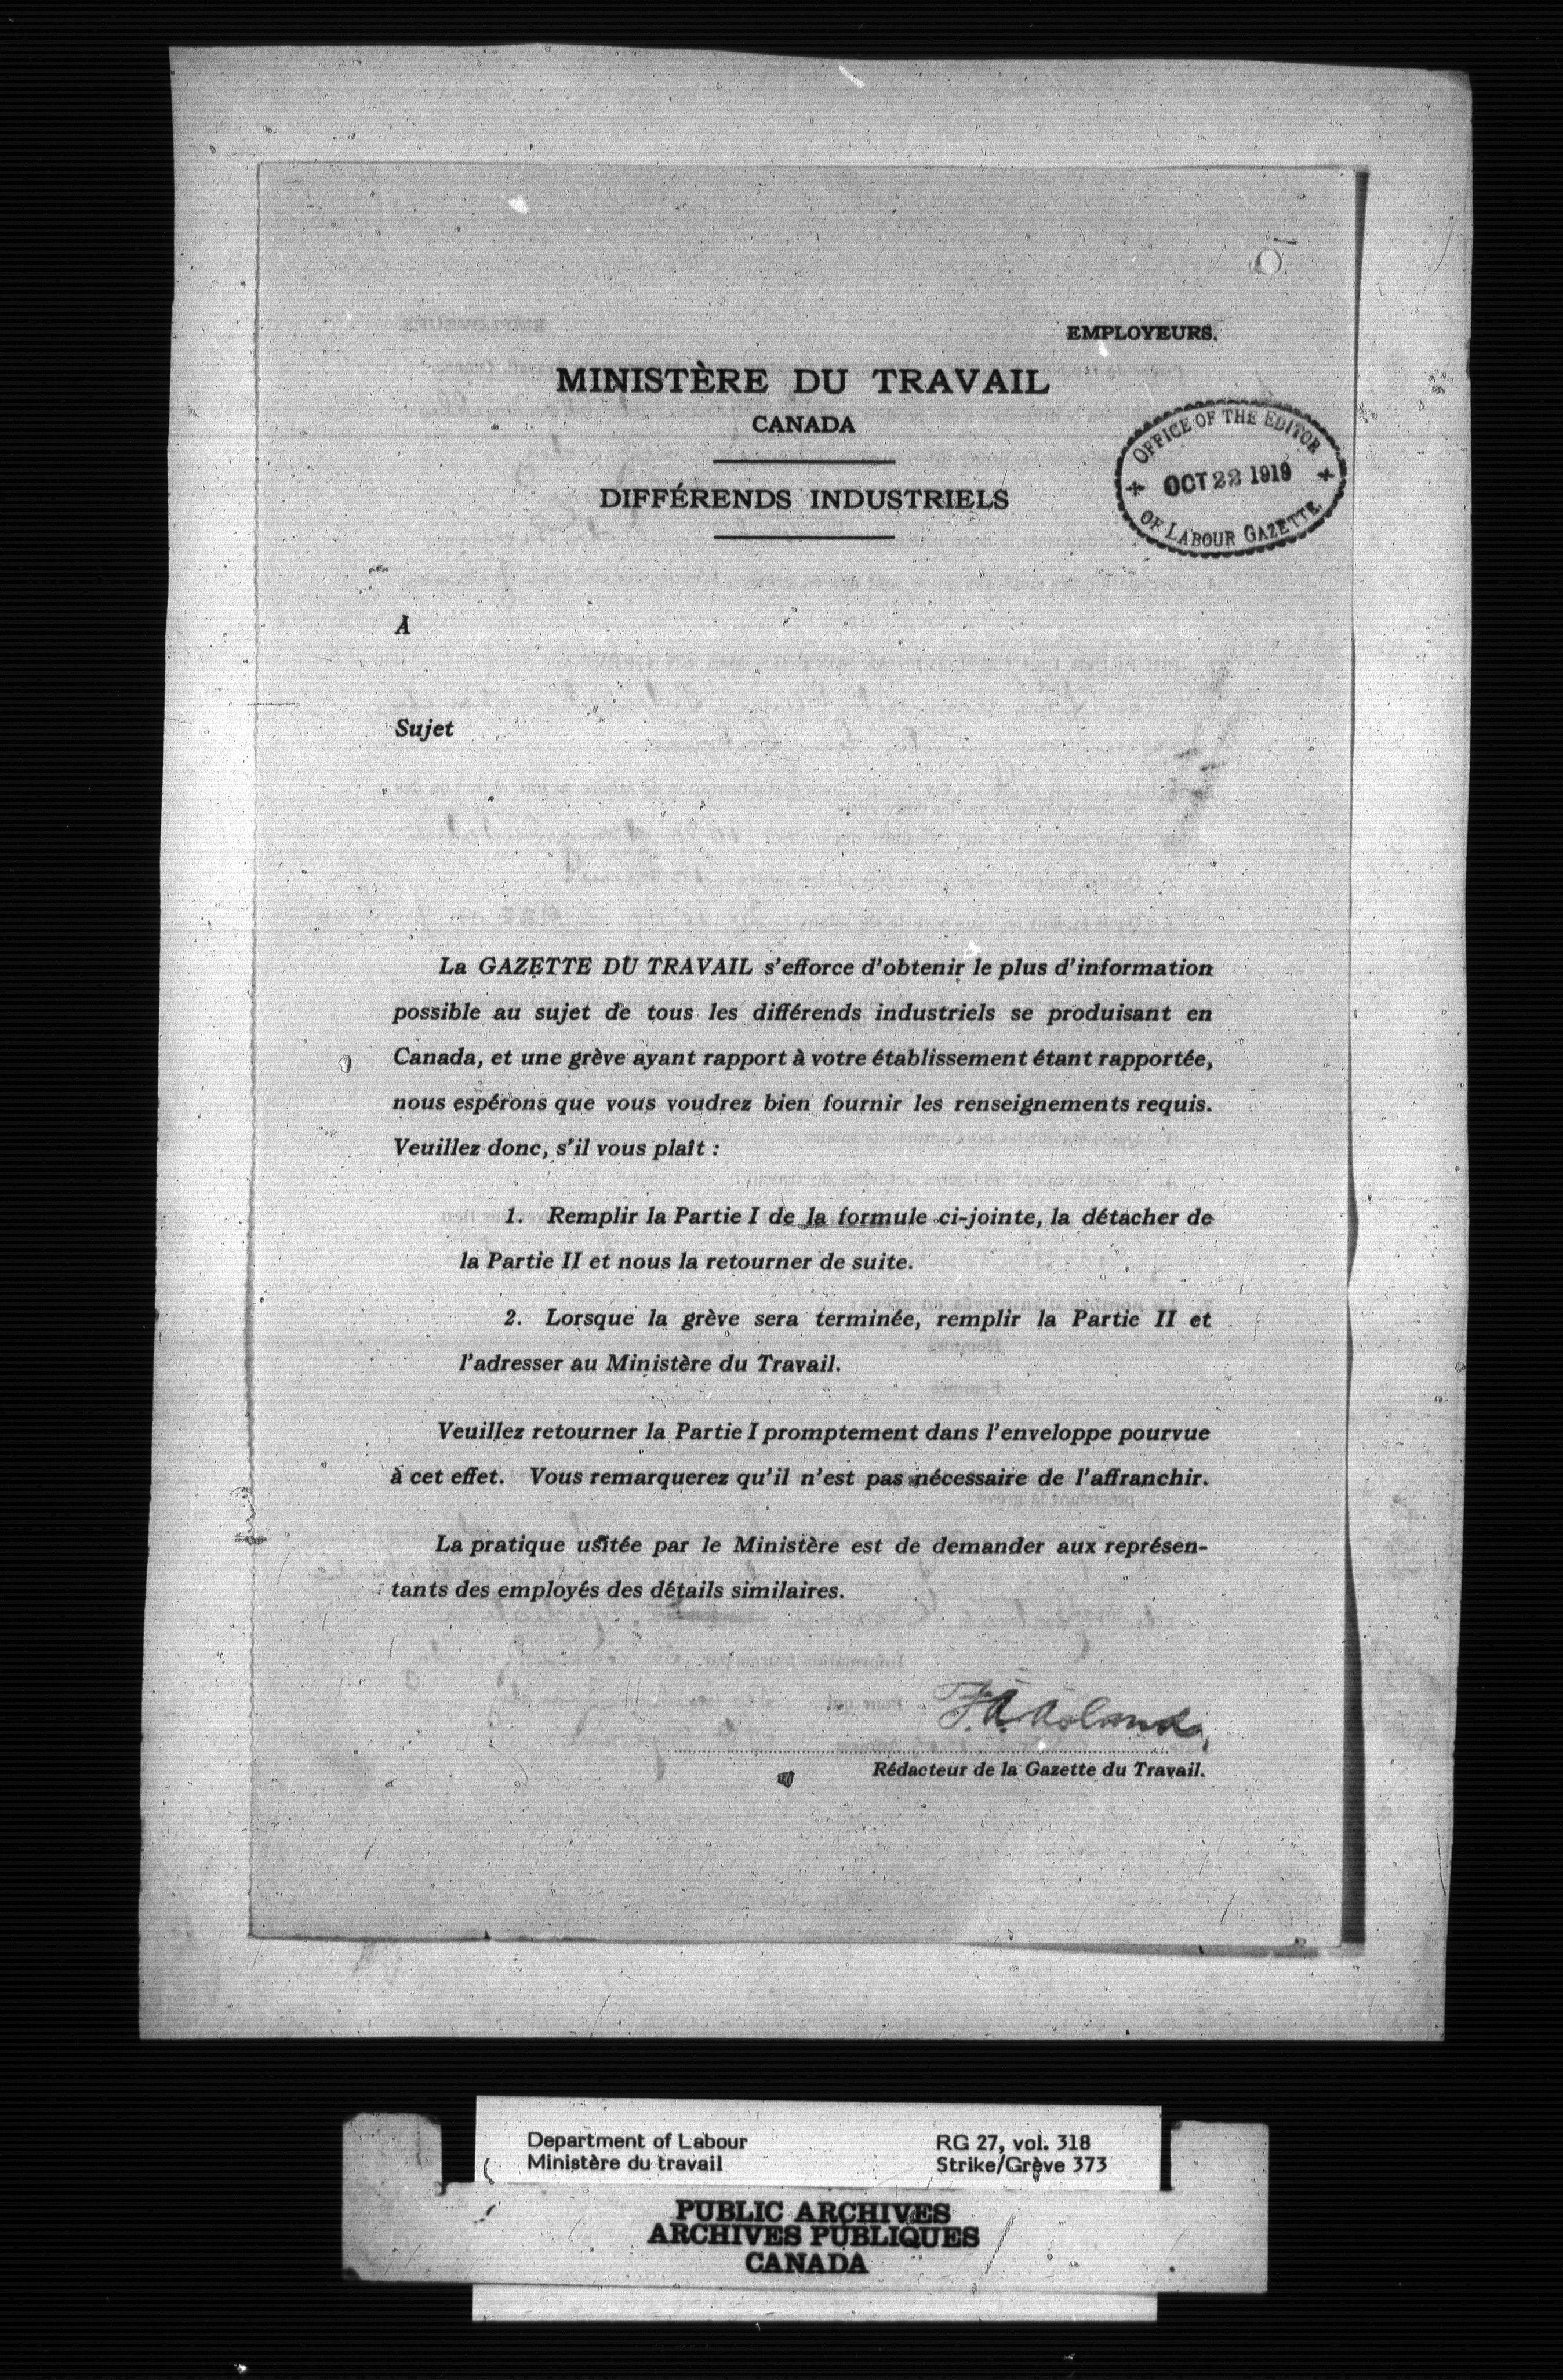 EMPLOYEURS.
MINISTÈRE DU TRAVAIL
CANADA
DIFFÉRENDS INDUSTRIELS
OFFICE OF THE EDITOR
OCT 22 1919
OF LABOUR GAZETTE
A
Sujet
La GAZETTE DU TRAVAIL s'efforce d'obtenir le plus d'information
possible au sujet de tous les différends industriels se produisant en
Canada, et une grève ayant rapport à votre établissement étant rapportée,
nous espérons que vous voudrez bien fournir les renseignements requis.
Veuillez donc, s'il vous plaît :
1. Remplir la Partie I de la formule ci-jointe, la détacher de
la Partie II et nous la retourner de suite.
2. Lorsque la grève sera terminée, remplir la Partie II et
l'adresser au Ministère du Travail.
Veuillez retourner la Partie I promptement dans l'enveloppe pourvue
à cet effet. Vous remarquerez qu'il n'est pas nécessaire de l'affranchir.
La pratique usitée par le Ministère est de demander aux représen-
tants des employés des détails similaires.
Rédacteur de la Gazette du Travail.
Department of Labour
Ministère du travail
RG 27, vol. 318
Strike/Grève 373
PUBLIC ARCHIVES
ARCHIVES PUBLIQUES
CANADA